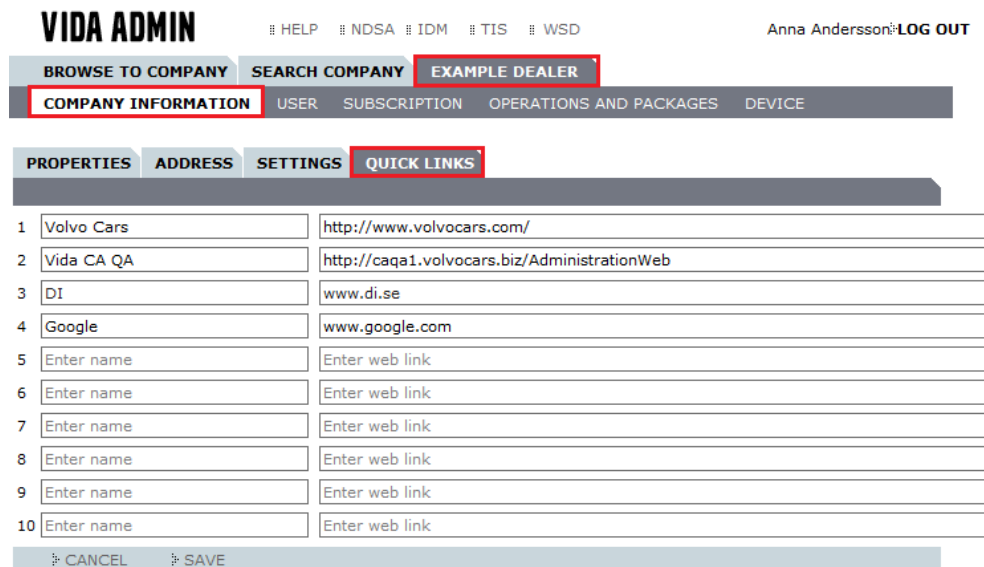 VIDA ADMIN HELP NDSA IDM TIS WSD Anna Andersson LOG OUT
BROWSE TO COMPANY SEARCH COMPANY EXAMPLE DEALER
COMPANY INFORMATION USER SUBSCRIPTION OPERATIONS AND PACKAGES DEVICE
PROPERTIES ADDRESS SETTINGS QUICK LINKS
1 Volvo Cars http://www.volvocars.com/
2 Vida CA QA http://caqa1.volvocars.biz/AdministrationWeb
3 DI www.di.se
4 Google www.google.com
5 Enter name Enter web link
6 Enter name Enter web link
7 Enter name Enter web link
8 Enter name Enter web link
9 Enter name Enter web link
10 Enter name Enter web link
CANCEL SAVE